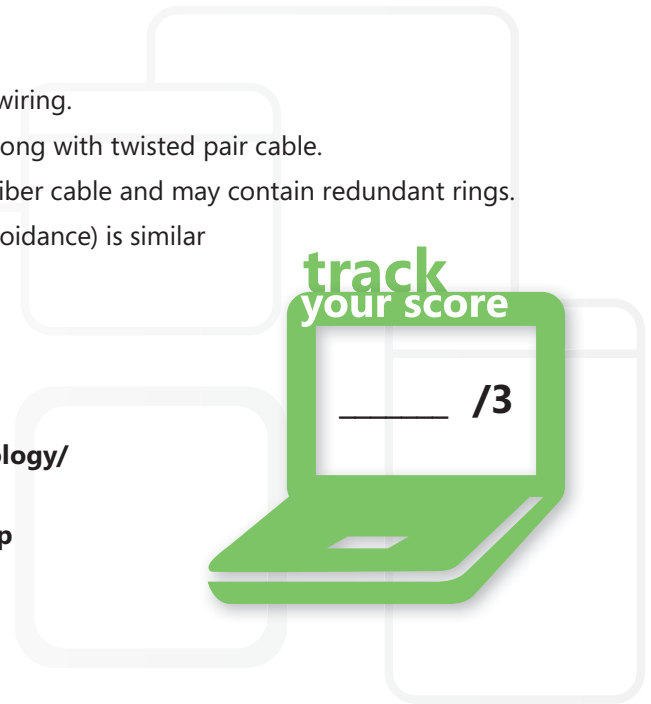 wiring.
ong with twisted pair cable.
iber cable and may contain redundant rings.
oidance) is similar
track
your score
_______ /3
ology/
p